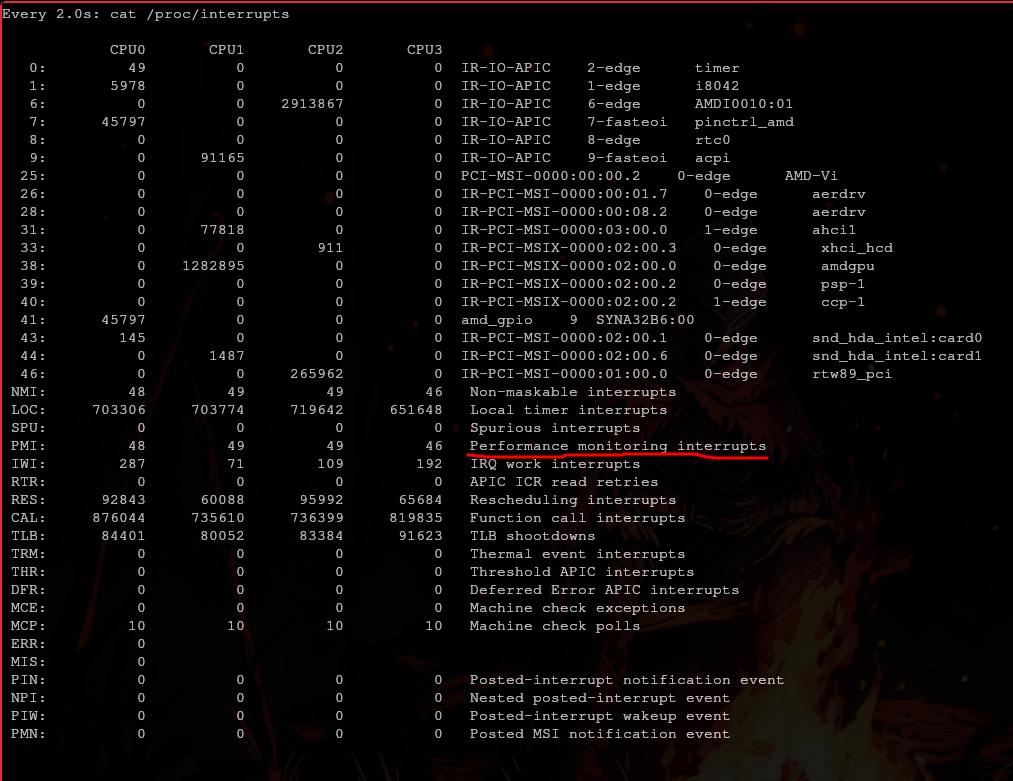 Every 2.0s: cat /proc/interrupts
CPU0 CPU1 CPU2 CPU3
0: 49 0 0 0 IR-IO-APIC 2-edge timer
1: 5978 0 0 0 IR-IO-APIC 1-edge i8042
6: 0 0 2913867 0 IR-IO-APIC 6-edge AMDI0010:01
7: 45797 0 0 0 IR-IO-APIC 7-fasteoi pinctrl_amd
8: 0 0 0 0 IR-IO-APIC 8-edge rtc0
9: 0 91165 0 0 IR-IO-APIC 9-fasteoi acpi
25: 0 0 0 0 PCI-MSI-0000:00:00.2 0-edge AMD-Vi
26: 0 0 0 0 IR-PCI-MSI-0000:00:01.7 0-edge aerdrv
28: 0 0 0 0 IR-PCI-MSI-0000:00:08.2 0-edge aerdrv
31: 0 77818 0 0 IR-PCI-MSI-0000:03:00.0 1-edge ahci1
33: 0 0 911 0 IR-PCI-MSIX-0000:02:00.3 0-edge xhci_hcd
38: 0 1282895 0 0 IR-PCI-MSIX-0000:02:00.0 0-edge amdgpu
39: 0 0 0 0 IR-PCI-MSIX-0000:02:00.2 0-edge psp-1
40: 0 0 0 0 IR-PCI-MSIX-0000:02:00.2 1-edge ccp-1
41: 45797 0 0 0 amd_gpio 9 SYNA32B6:00
43: 145 0 0 0 IR-PCI-MSI-0000:02:00.1 0-edge snd_hda_intel:card0
44: 0 1487 0 0 IR-PCI-MSI-0000:02:00.6 0-edge snd_hda_intel:card1
46: 0 0 265962 0 IR-PCI-MSI-0000:01:00.0 0-edge rtw89_pci
NMI: 48 49 49 46 Non-maskable interrupts
LOC: 703306 703774 719642 651648 Local timer interrupts
SPU: 0 0 0 0 Spurious interrupts
PMI: 48 49 49 46 Performance monitoring interrupts
IWI: 287 71 109 192 IRQ work interrupts
RTR: 0 0 0 0 APIC ICR read retries
RES: 92843 60088 95992 65684 Rescheduling interrupts
CAL: 876044 735610 736399 819835 Function call interrupts
TLB: 84401 80052 83384 91623 TLB shootdowns
TRM: 0 0 0 0 Thermal event interrupts
THR: 0 0 0 0 Threshold APIC interrupts
DFR: 0 0 0 0 Deferred Error APIC interrupts
MCE: 0 0 0 0 Machine check exceptions
MCP: 10 10 10 10 Machine check polls
ERR: 0
MIS: 0
PIN: 0 0 0 0 Posted-interrupt notification event
NPI: 0 0 0 0 Nested posted-interrupt event
PIW: 0 0 0 0 Posted-interrupt wakeup event
PMN: 0 0 0 0 Posted MSI notification event